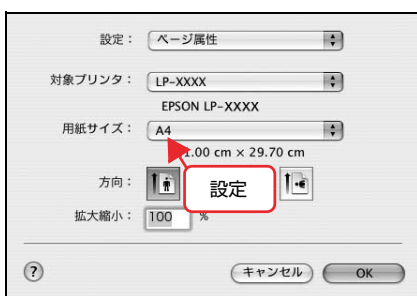 設定： ページ属性
対象プリンタ： LP-XXXX
EPSON LP-XXXX
用紙サイズ： A4
1.00 cm × 29.70 cm
方向：
設定
拡大縮小： 100 %
? キャンセル OK